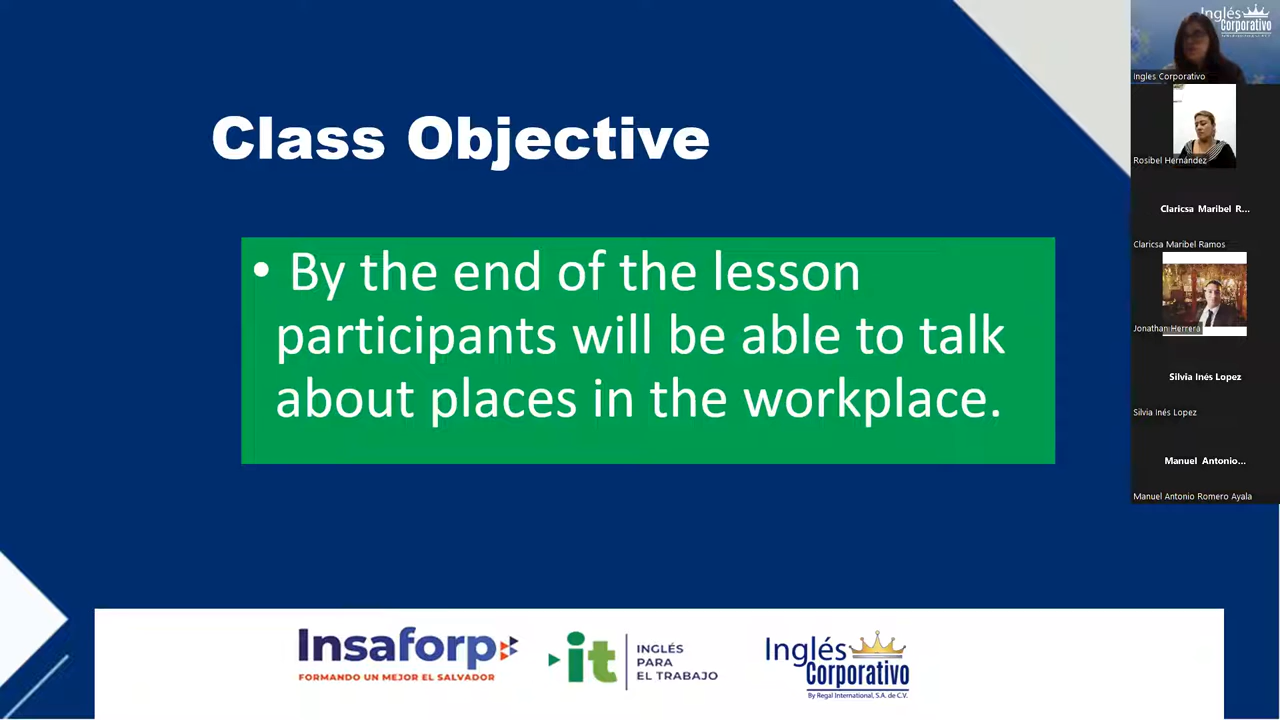 Class Objective
• By the end of the lesson
participants will be able to talk
about places in the workplace.
Insaforp
FORMANDO UN MEJOR EL SALVADOR
it
INGLÉS
PARA
EL TRABAJO
Inglés
Corporativo
By Regal International, S.A. de C.V.
Inglés
Corporativo
Ingles Corporativo
Rosibel Hernández
Claricsa Maribel R...
Claricsa Maribel Ramos
Jonathan Herrera
Silvia Inés Lopez
Silvia Inés Lopez
Manuel Antonio...
Manuel Antonio Romero Ayala